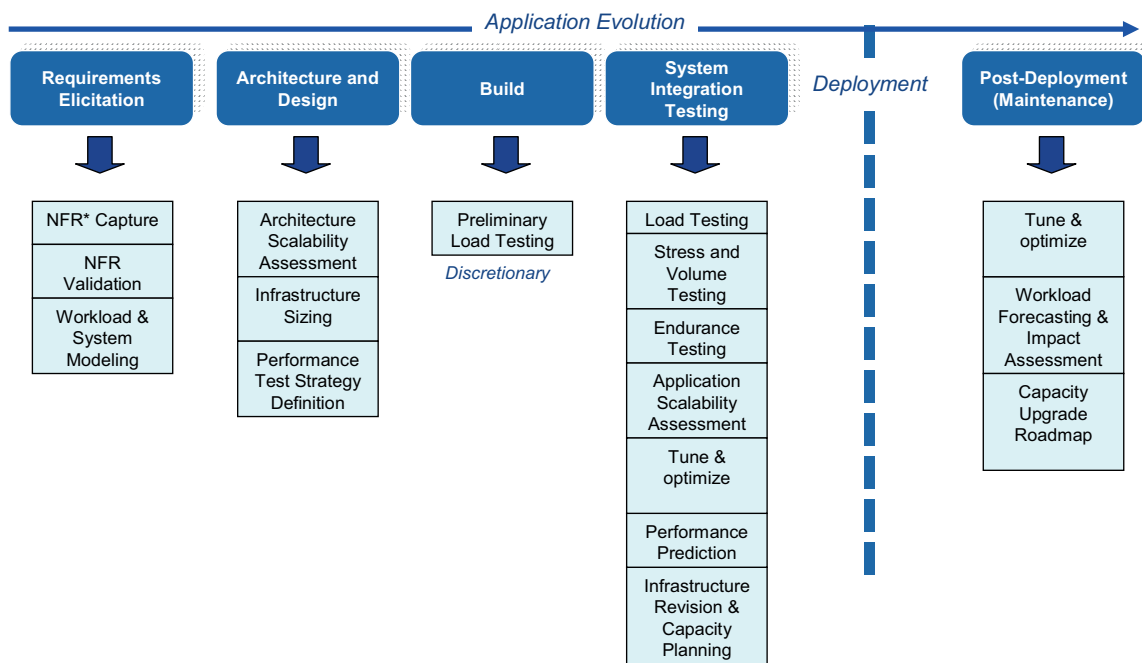 Application Evolution
Requirements
Elicitation
Architecture and
Design
Build
System
Integration
Testing
Deployment
Post-Deployment
(Maintenance)
NFR* Capture
NFR
Validation
Workload &
System
Modeling
Architecture
Scalability
Assessment
Infrastructure
Sizing
Performance
Test Strategy
Definition
Preliminary
Load Testing
Discretionary
Load Testing
Stress and
Volume
Testing
Endurance
Testing
Application
Scalability
Assessment
Tune &
optimize
Performance
Prediction
Infrastructure
Revision &
Capacity
Planning
Tune &
optimize
Workload
Forecasting &
Impact
Assessment
Capacity
Upgrade
Roadmap